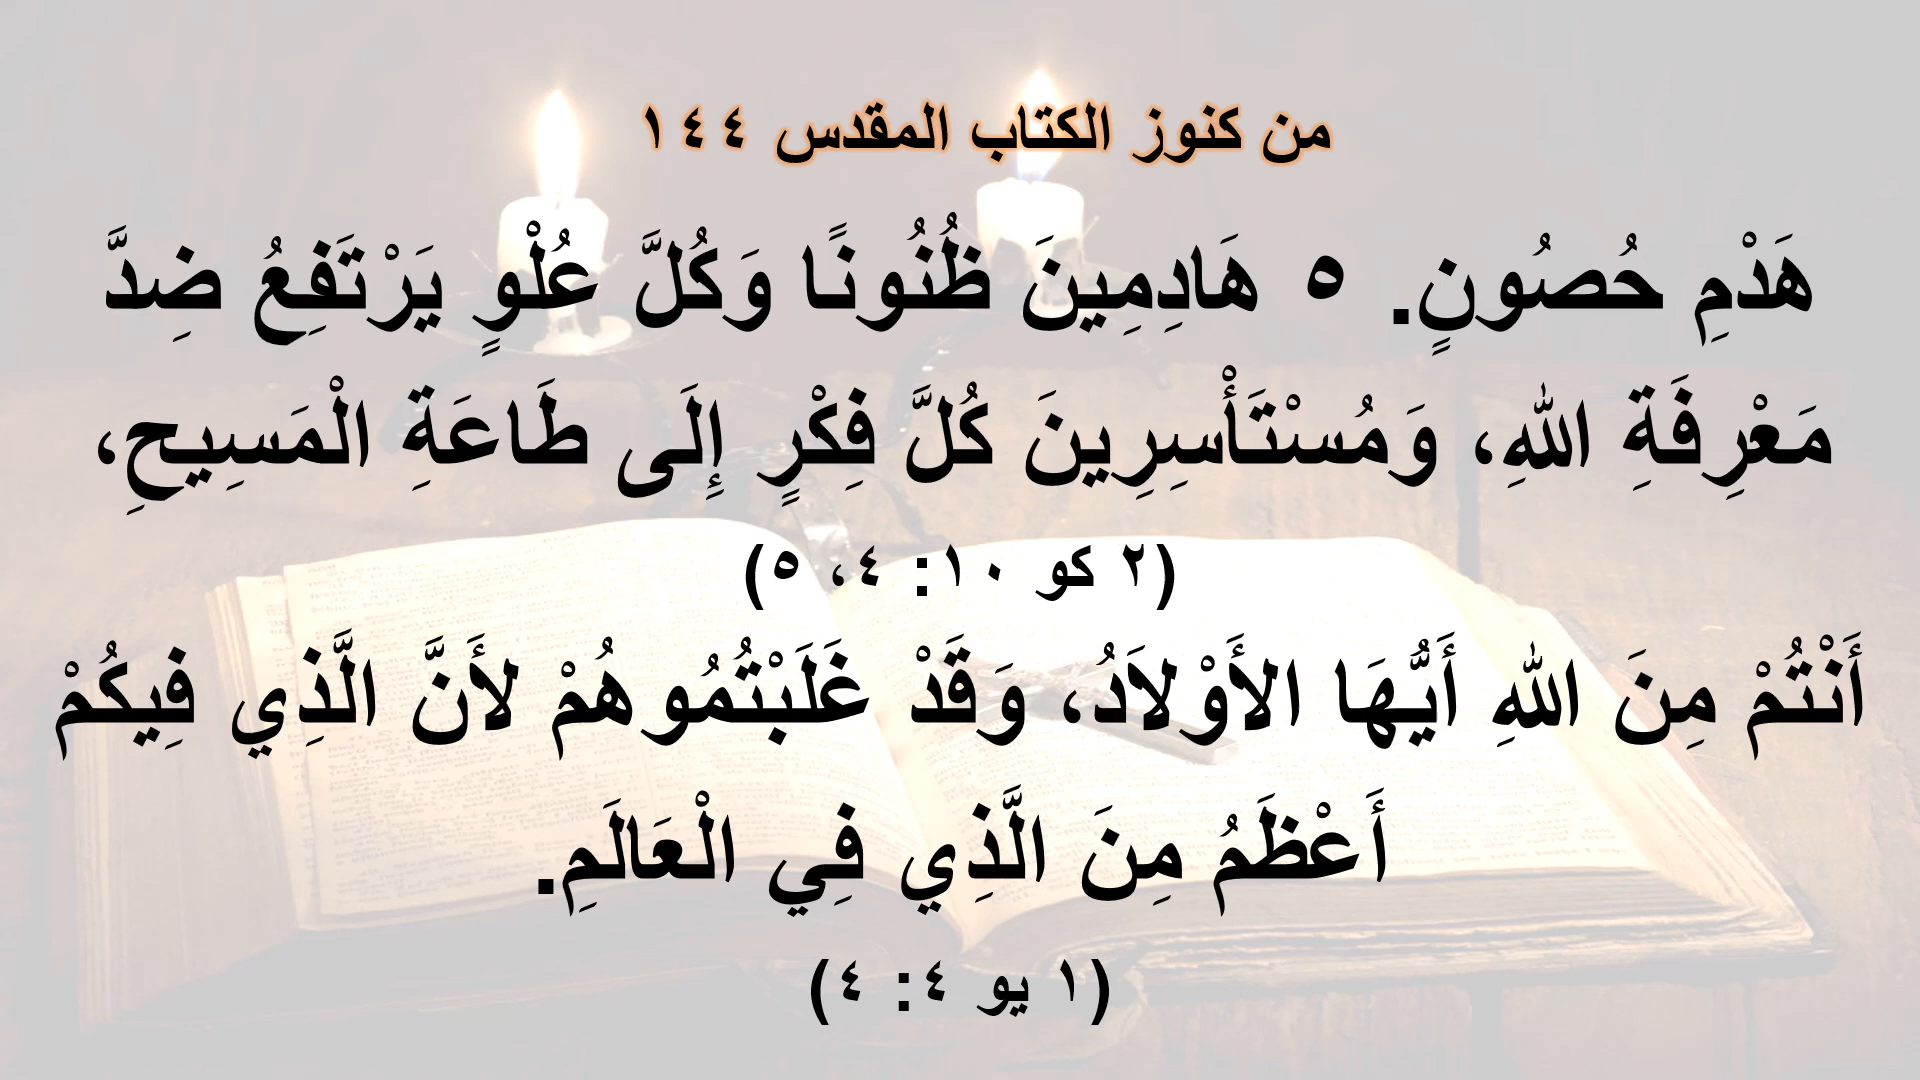 من كنوز الكتاب المقدس ١٤٤
هَدْمِ حُصُونٍ. ٥ هَادِمِينَ ظُنُونًا وَكُلَّ عُلْوٍ يَرْتَفِعُ ضِدَّ
مَعْرِفَةِ اللهِ، وَمُسْتَأْسِرِينَ كُلَّ فِكْرٍ إِلَى طَاعَةِ الْمَسِيحِ،
(٢ كو ١٠: ٤، ٥)
أَنْتُمْ مِنَ اللهِ أَيُّهَا الأَوْلاَدُ، وَقَدْ غَلَبْتُمُوهُمْ لأَنَّ الَّذِي فِيكُمْ
أَعْظَمُ مِنَ الَّذِي فِي الْعَالَمِ.
(١ يو ٤: ٤)